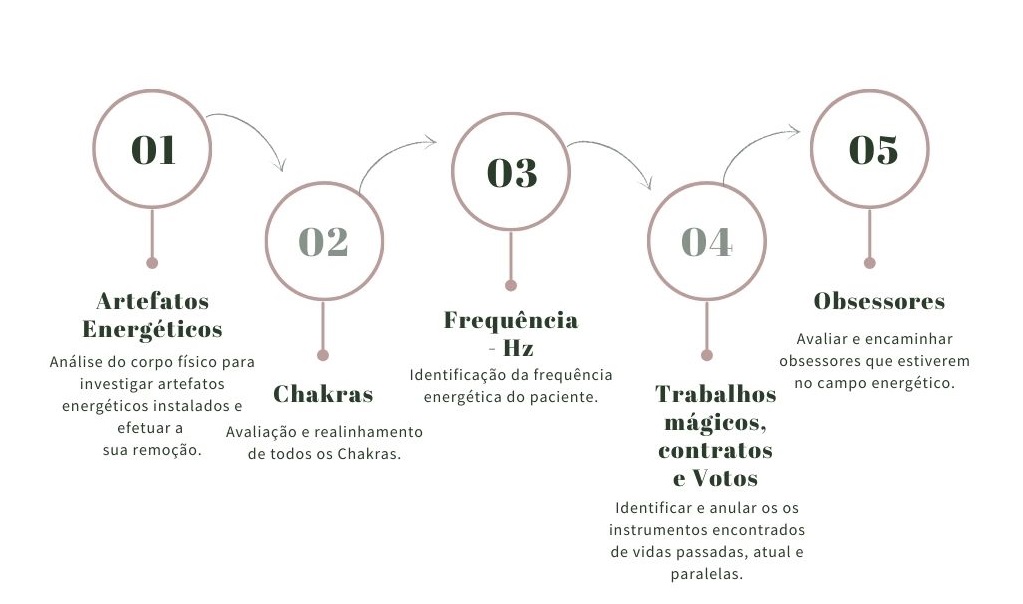 01
Artefatos
Energéticos
Análise do corpo físico para
investigar artefatos
energéticos instalados e
efetuar a
sua remoção.
02
Chakras
Avaliação e realinhamento
de todos os Chakras.
03
Frequência
- Hz
Identificação da frequência
energética do paciente.
04
Trabalhos
mágicos,
contratos
e Votos
Identificar e anular os os
instrumentos encontrados
de vidas passadas, atual e
paralelas.
05
Obsessores
Avaliar e encaminhar
obsessores que estiverem
no campo energético.